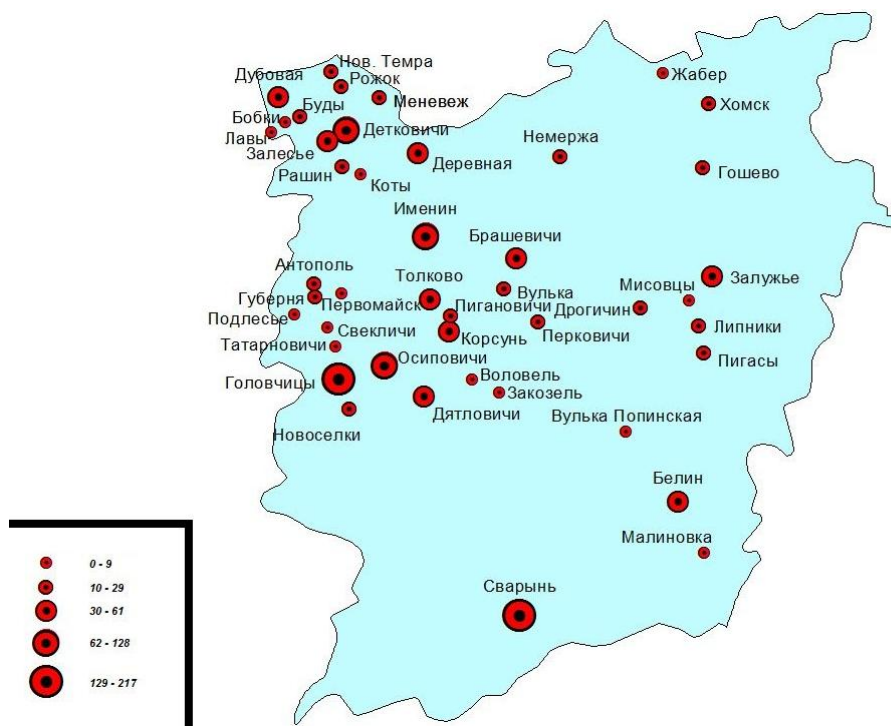 Нов. Темра
Жабер
Дубовая
Рожок
Меневеж
Хомск
Буды
Бобки
Детковичи
Лавы
Немержа
Залесье
Деревная
Рашин
Гошево
Коты
Именин
Брашевичи
Антополь
Толково
Мисовцы
Залужье
Вулька
Губерня
Первомайск
Пигановичи
Дрогичин
Подлесье
Свекличи
Корсунь
Перковичи
Липники
Татарновичи
Осиповичи
Пигасы
Головчицы
Воловель
Закозель
Дятловичи
Вулька Попинская
Новоселки
Белин
Малиновка
Сварынь
0 - 9
10 - 29
30 - 61
62 - 128
129 - 217